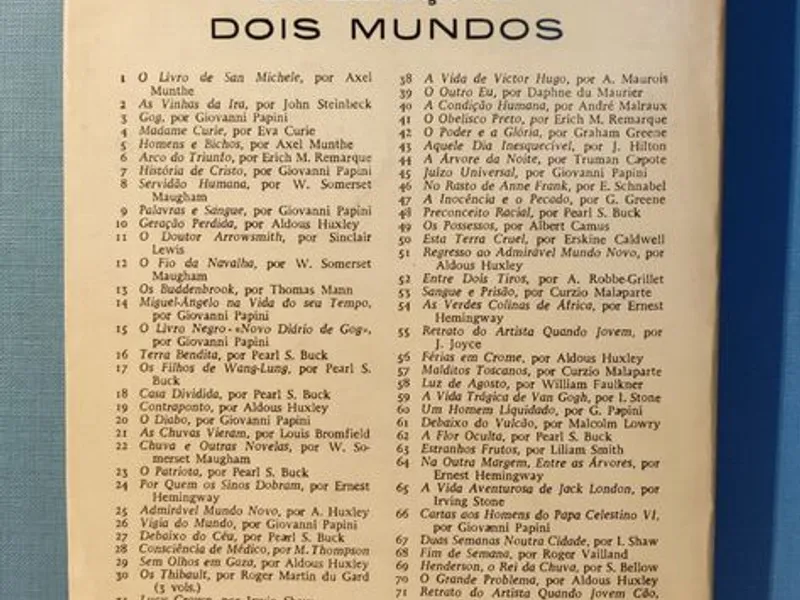 DOIS MUNDOS
1 O Livro de San Michele, por Axel
Munthe
2 As Vinhas da Ira, por John Steinbeck
3 Gog, por Giovanni Papini
4 Madame Curie, por Eva Curie
5 Homens e Bichos, por Axel Munthe
6 Arco do Triunfo, por Erich M. Remarque
7 História de Cristo, por Giovanni Papini
8 Servidão Humana, por W. Somerset
Maugham
9 Palavras e Sangue, por Giovanni Papini
10 Geração Perdida, por Aldous Huxley
11 O Doutor Arrowsmith, por Sinclair
Lewis
12 O Fio da Navalha, por W. Somerset
Maugham
13 Os Buddenbrook, por Thomas Mann
14 Miguel-Angelo na Vida do seu Tempo,
por Giovanni Papini
15 O Livro Negro - «Novo Diário de Gog»,
por Giovanni Papini
16 Terra Bendita, por Pearl S. Buck
17 Os Filhos de Wang-Lung, por Pearl S.
Buck
18 Casa Dividida, por Pearl S. Buck
19 Contraponto, por Aldous Huxley
20 O Diabo, por Giovanni Papini
21 As Chuvas Vieram, por Louis Bromfield
22 Chuva e Outras Novelas, por W. So-
merset Maugham
23 O Patriota, por Pearl S. Buck
24 Por Quem os Sinos Dobram, por Ernest
Hemingway
25 Admirável Mundo Novo, por A. Huxley
26 Vigia do Mundo, por Giovanni Papini
27 Debaixo do Céu, por Pearl S. Buck
28 Consciência de Médico, por M. Thompson
29 Sem Olhos em Gaza, por Aldous Huxley
30 Os Thibault, por Roger Martin du Gard
(3 vols.)
38 A Vida de Victor Hugo, por A. Maurois
39 O Outro Eu, por Daphne du Maurier
40 A Condição Humana, por André Malraux
41 O Obelisco Preto, por Erich M. Remarque
42 O Poder e a Glória, por Graham Greene
43 Aquele Dia Inesquecível, por J. Hilton
44 A Árvore da Noite, por Truman Capote
45 Juízo Universal, por Giovanni Papini
46 No Rasto de Anne Frank, por E. Schnabel
47 A Inocência e o Pecado, por G. Greene
48 Preconceito Racial, por Pearl S. Buck
49 Os Possessos, por Albert Camus
50 Esta Terra Cruel, por Erskine Caldwell
51 Regresso ao Admirável Mundo Novo, por
Aldous Huxley
52 Entre Dois Tiros, por A. Robbe-Grillet
53 Sangue e Prisão, por Curzio Malaparte
54 As Verdes Colinas de África, por Ernest
Hemingway
55 Retrato do Artista Quando Jovem, por
J. Joyce
56 Férias em Crome, por Aldous Huxley
57 Malditos Toscanos, por Curzio Malaparte
58 Luz de Agosto, por William Faulkner
59 A Vida Trágica de Van Gogh, por I. Stone
60 Um Homem Liquidado, por G. Papini
61 Debaixo do Vulcão, por Malcolm Lowry
62 A Flor Oculta, por Pearl S. Buck
63 Estranhos Frutos, por Liliam Smith
64 Na Outra Margem, Entre as Árvores, por
Ernest Hemingway
65 A Vida Aventurosa de Jack London, por
Irving Stone
66 Cartas aos Homens do Papa Celestino VI,
por Giovanni Papini
67 Duas Semanas Noutra Cidade, por I. Shaw
68 Fim de Semana, por Roger Vailland
69 Henderson, o Rei da Chuva, por S. Bellow
70 O Grande Problema, por Aldous Huxley
71 Retrato do Artista Quando Jovem Cão,